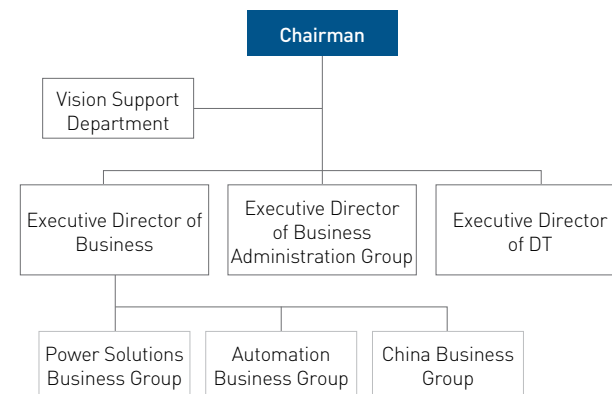 Chairman
Vision Support
Department
Executive Director of
Business
Executive Director
of Business
Administration Group
Executive Director
of DT
Power Solutions
Business Group
Automation
Business Group
China Business
Group